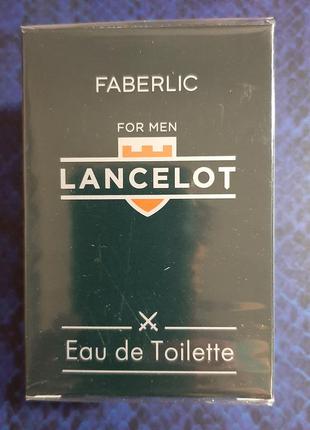 FABERLIC
FOR MEN
LANCELOT
Eau de Toilette